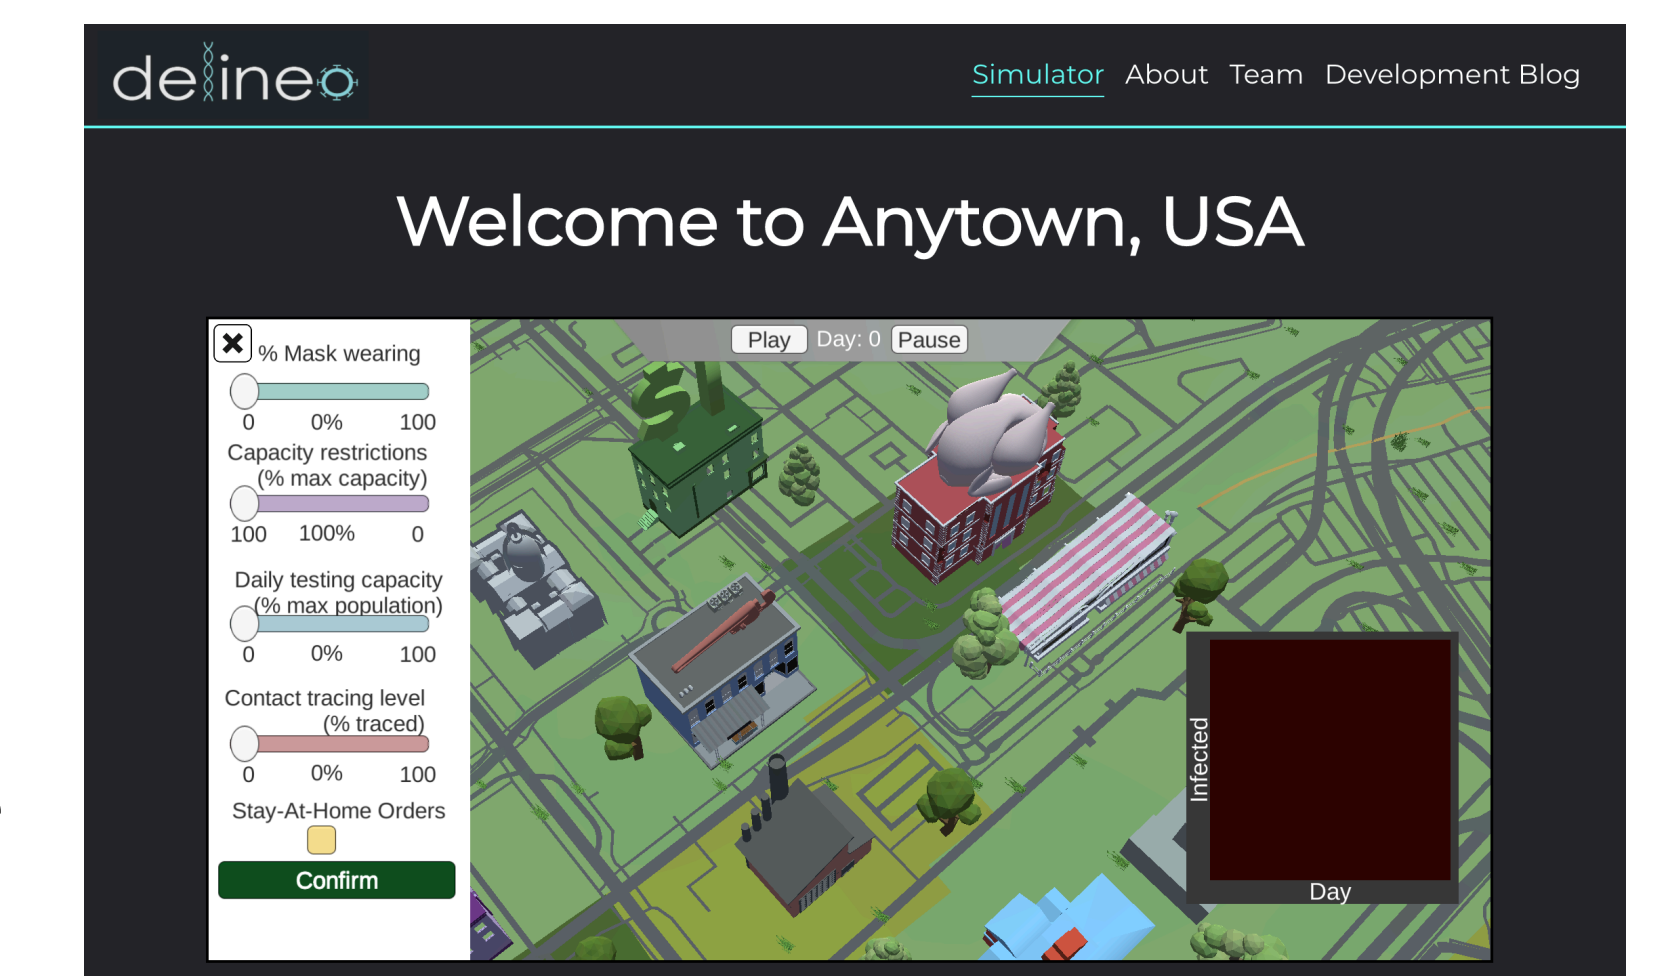 delineo
Simulator About Team Development Blog
Welcome to Anytown, USA
Play Day: 0 Pause
% Mask wearing
0 0% 100
Capacity restrictions
(% max capacity)
100 100% 0
Daily testing capacity
(% max population)
0 0% 100
Contact tracing level
(% traced)
0 0% 100
Stay-At-Home Orders
Confirm
$
Infected
Day